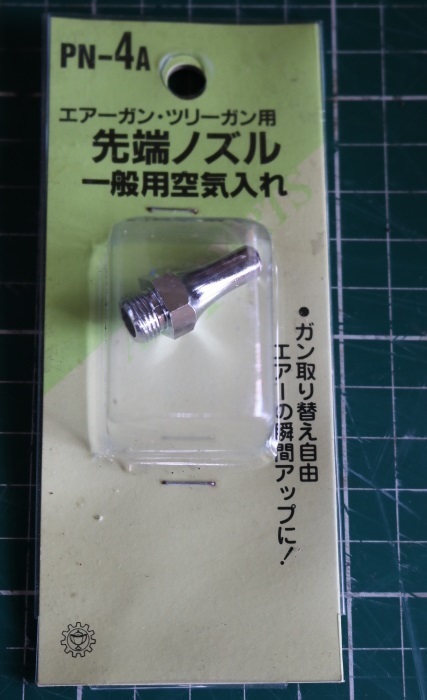 PN-4A
エアーガン・ツリーガン用
先端ノズル
一般用空気入れ
●ガン取り替え自由
エアーの瞬間アップに!